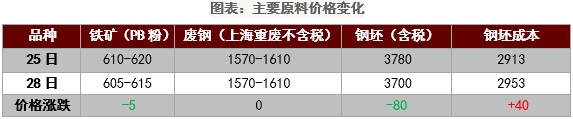 图表：主要原料价格变化
品种 铁矿（PB 粉） 废钢（上海重废不含税） 钢坯（含税） 钢坯成本
25 日 610-620 1570-1610 3780 2913
28 日 605-615 1570-1610 3700 2953
价格涨跌 -5 0 -80 +40